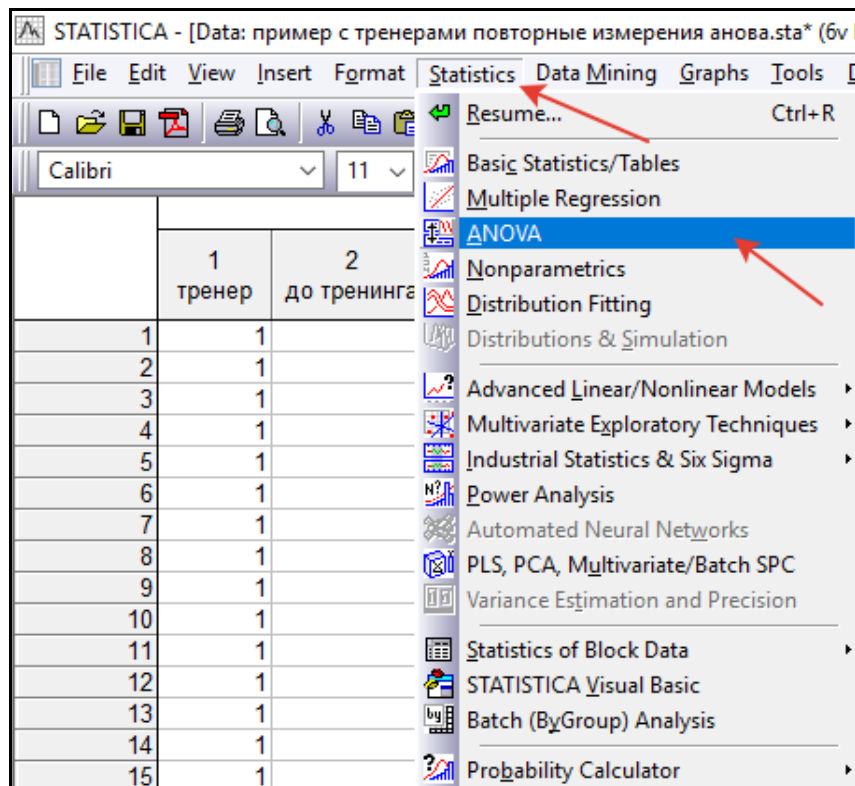 STATISTICA - [Data: пример с тренерами повторные измерения анова.sta* (6v
File Edit View Insert Format Statistics Data Mining Graphs Tools
Calibri 11
1 тренер
2 до тренинга
1 1
2 1
3 1
4 1
5 1
6 1
7 1
8 1
9 1
10 1
11 1
12 1
13 1
14 1
15 1
Resume... Ctrl+R
Basic Statistics/Tables
Multiple Regression
ANOVA
Nonparametrics
Distribution Fitting
Distributions & Simulation
Advanced Linear/Nonlinear Models
Multivariate Exploratory Techniques
Industrial Statistics & Six Sigma
Power Analysis
Automated Neural Networks
PLS, PCA, Multivariate/Batch SPC
Variance Estimation and Precision
Statistics of Block Data
STATISTICA Visual Basic
Batch (ByGroup) Analysis
Probability Calculator